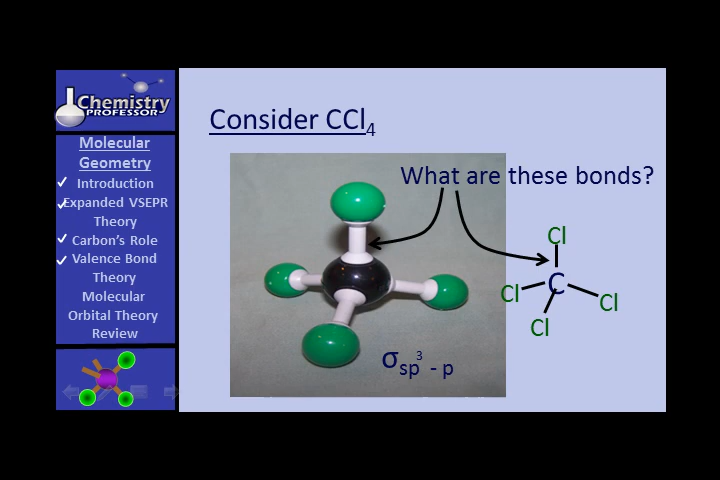 Chemistry
PROFESSOR
Molecular
Geometry
Introduction
Expanded VSEPR
Theory
Carbon's Role
Valence Bond
Theory
Molecular
Orbital Theory
Review
Consider CCl₄
What are these bonds?
Cl
C
Cl
Cl
Cl
σsp³ - p